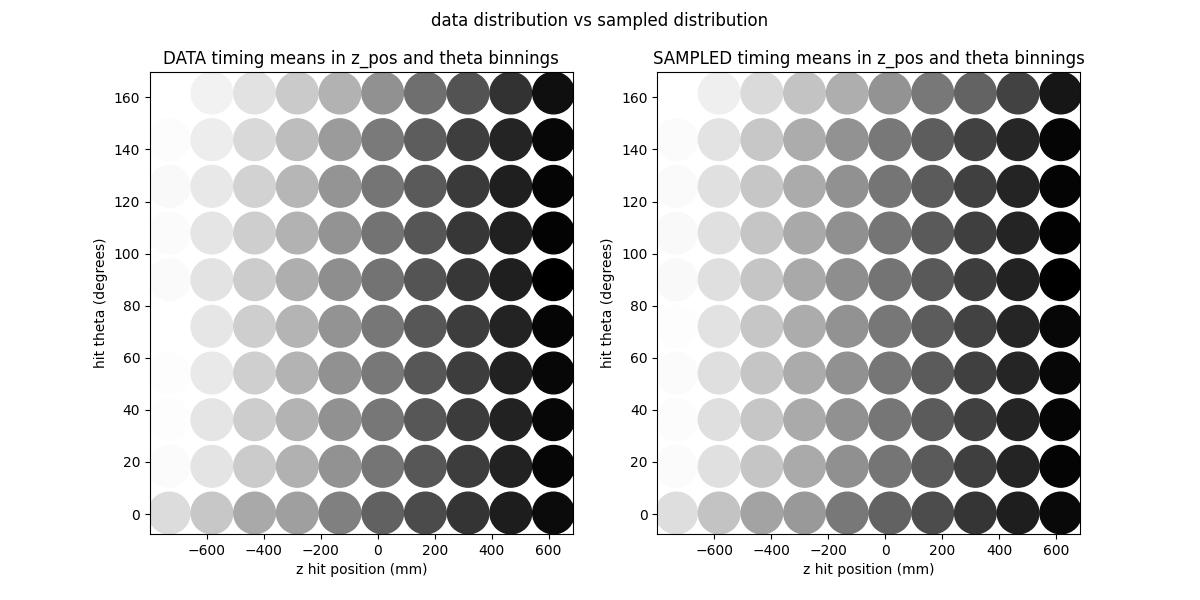 data distribution vs sampled distribution
DATA timing means in z_pos and theta binnings
SAMPLED timing means in z_pos and theta binnings
hit theta (degrees)
160
140
120
100
80
60
40
20
0
−600 −400 −200 0 200 400 600
z hit position (mm)
hit theta (degrees)
160
140
120
100
80
60
40
20
0
−600 −400 −200 0 200 400 600
z hit position (mm)